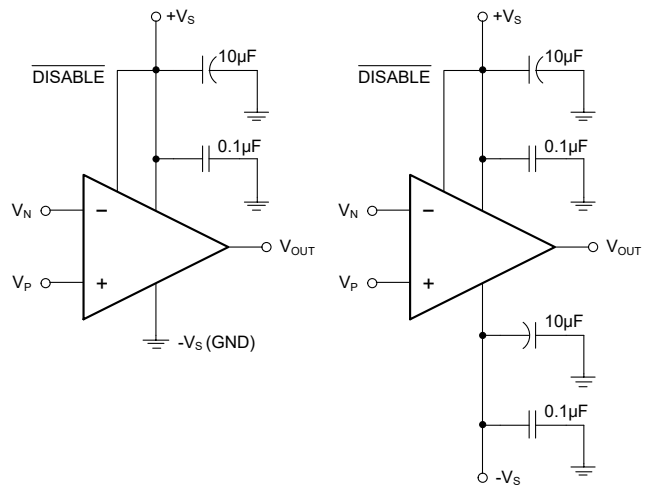 +VS
DISABLE
10µF
0.1µF
VN
−
VP
+
VOUT
-VS (GND)
+VS
DISABLE
10µF
0.1µF
VN
−
VP
+
VOUT
10µF
0.1µF
-VS